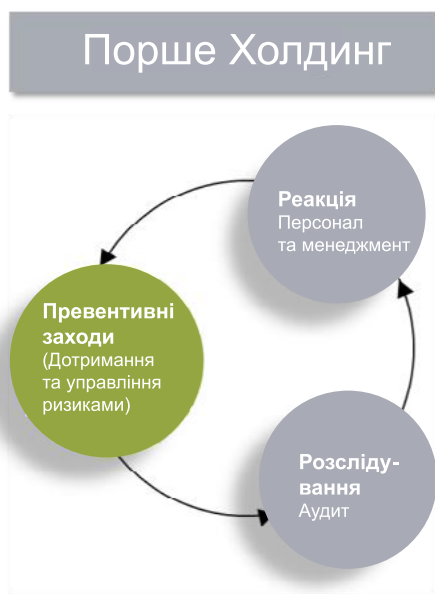 Порше Холдинг
Реакція
Персонал
та менеджмент
Превентивні
заходи
(Дотримання
та управління
ризиками)
Розсліду-
вання
Аудит